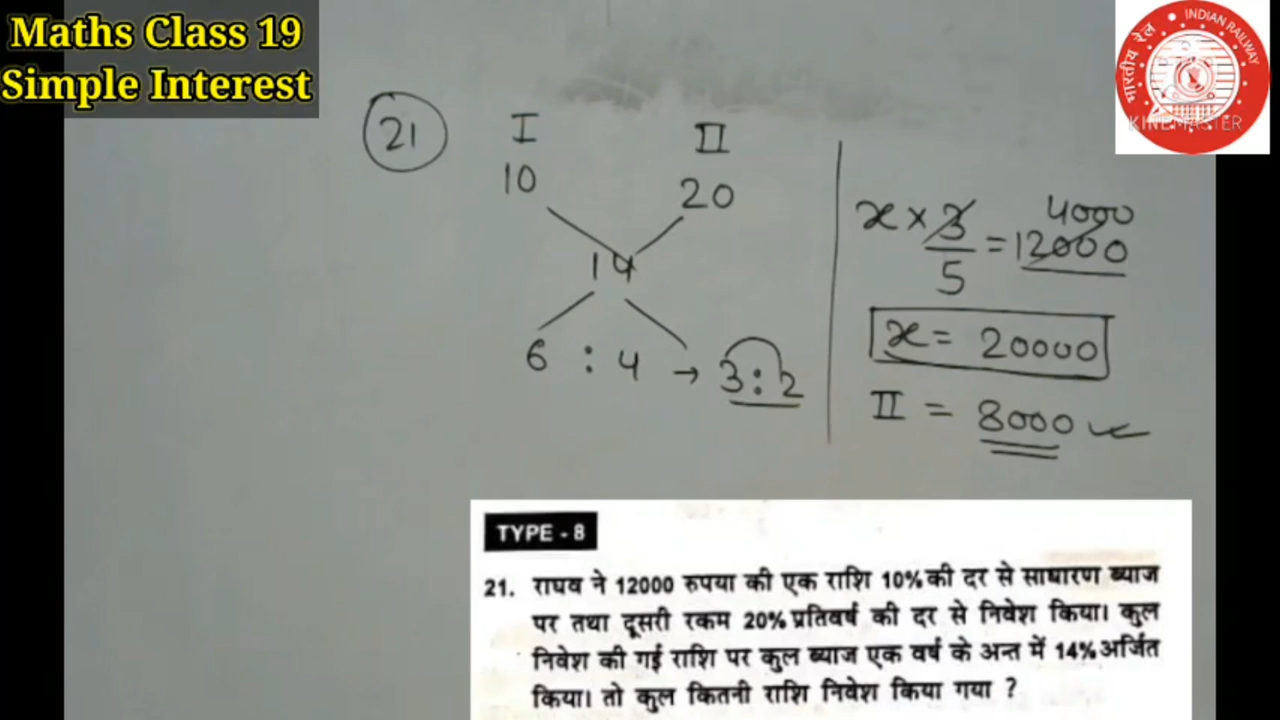 Maths Class 19
Simple Interest
भारतीय रेल
INDIAN RAILWAY
KINEMASTER
21
I II
10 20
14
6 : 4 → 3:2
x × 3/5 = 12000
4000
x = 20000
II = 8000
TYPE - 8
21. राघव ने 12000 रुपया की एक राशि 10% की दर से साधारण ब्याज
पर तथा दूसरी रकम 20% प्रतिवर्ष की दर से निवेश किया। कुल
निवेश की गई राशि पर कुल ब्याज एक वर्ष के अन्त में 14% अर्जित
किया। तो कुल कितनी राशि निवेश किया गया ?